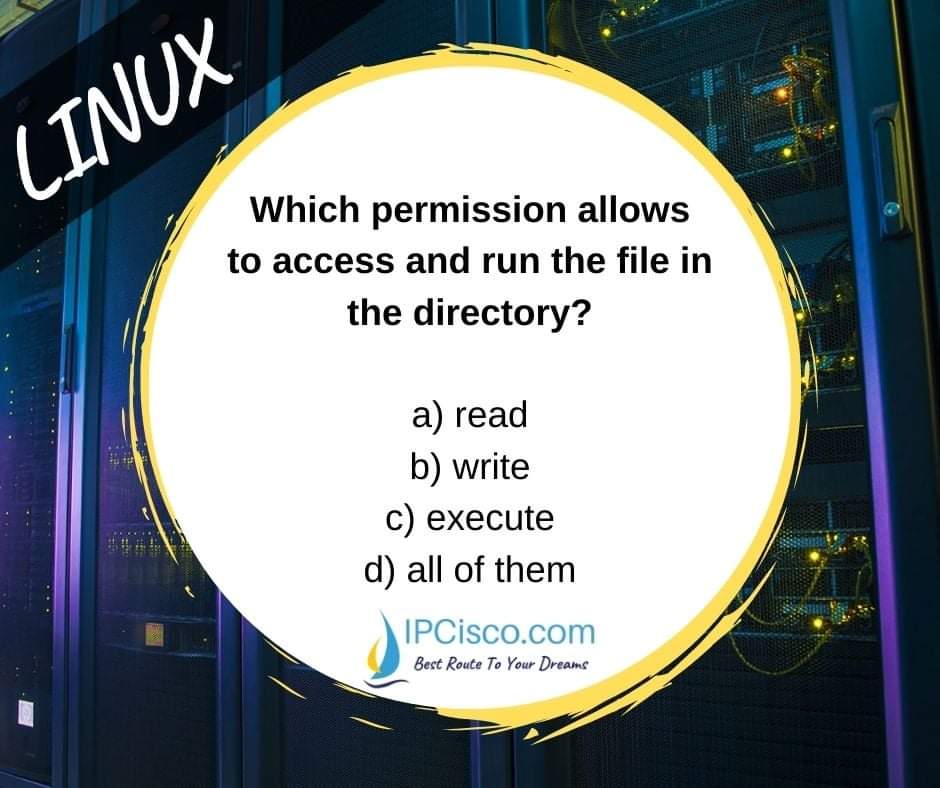 LINUX
Which permission allows
to access and run the file in
the directory?
a) read
b) write
c) execute
d) all of them
IPCisco.com
Best Route To Your Dreams